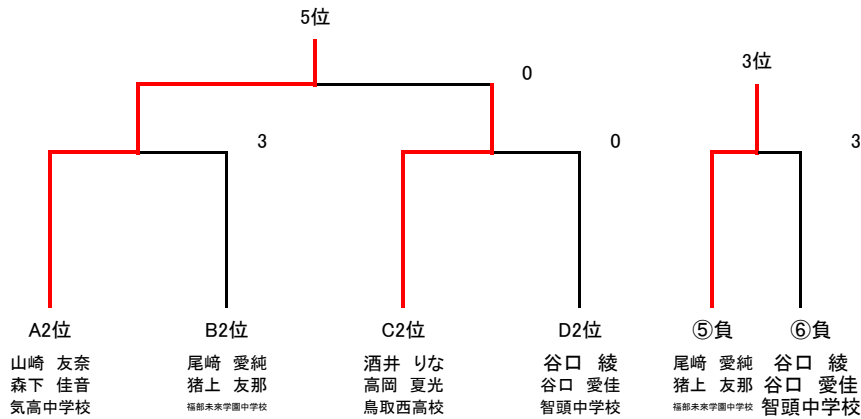 5位
3位
0
3
0
3
A2位
B2位
C2位
D2位
⑤負
⑥負
山崎 友奈
森下 佳音
気高中学校
尾﨑 愛純
猪上 友那
福部未来学園中学校
酒井 りな
高岡 夏光
鳥取西高校
谷口 綾
谷口 愛佳
智頭中学校
尾﨑 愛純
猪上 友那
福部未来学園中学校
谷口 綾
谷口 愛佳
智頭中学校